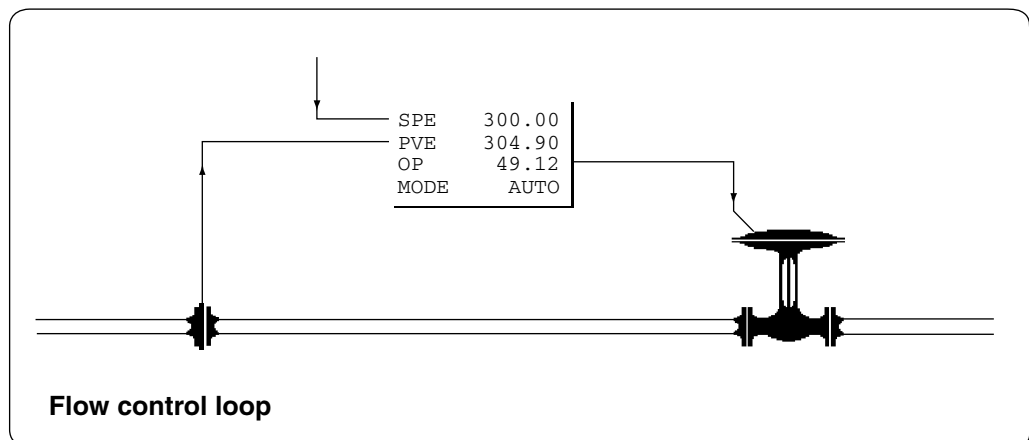 SPE 300.00
PVE 304.90
OP 49.12
MODE AUTO
Flow control loop